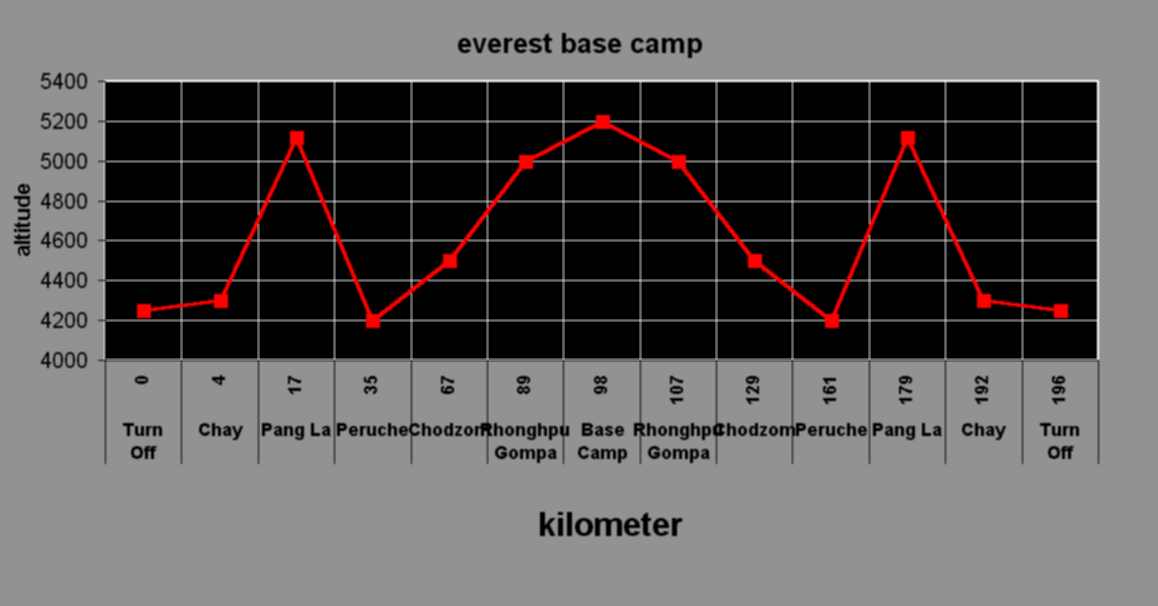 everest base camp
5400
5200
5000
4800
4600
4400
4200
4000
altitude
0 4 17 35 67 89 98 107 129 161 179 192 196
Turn Off Chay Pang La Peruche Chodzom Rhonghpu Gompa Base Camp Rhonghpu Gompa Chodzom Peruche Pang La Chay Turn Off
kilometer